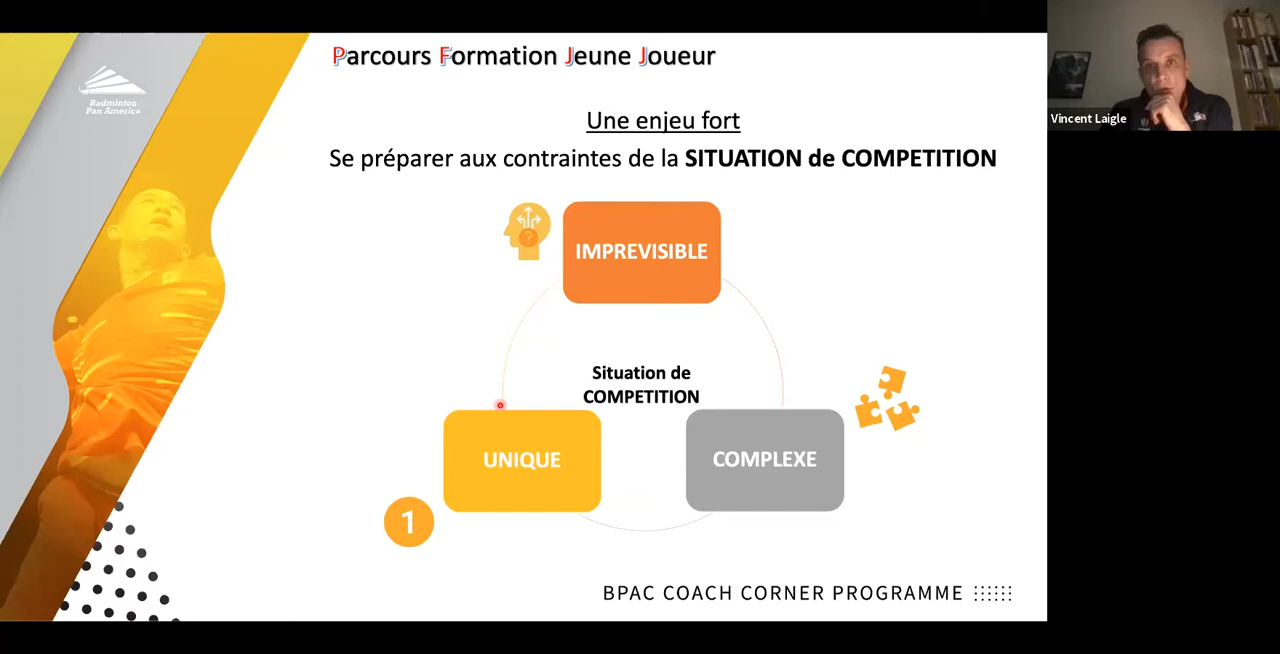 Parcours Formation Jeune Joueur
Badminton
Pan America
Vincent Laigle
Une enjeu fort
Se préparer aux contraintes de la SITUATION de COMPETITION
?
IMPREVISIBLE
Situation de
COMPETITION
UNIQUE
COMPLEXE
1
BPAC COACH CORNER PROGRAMME